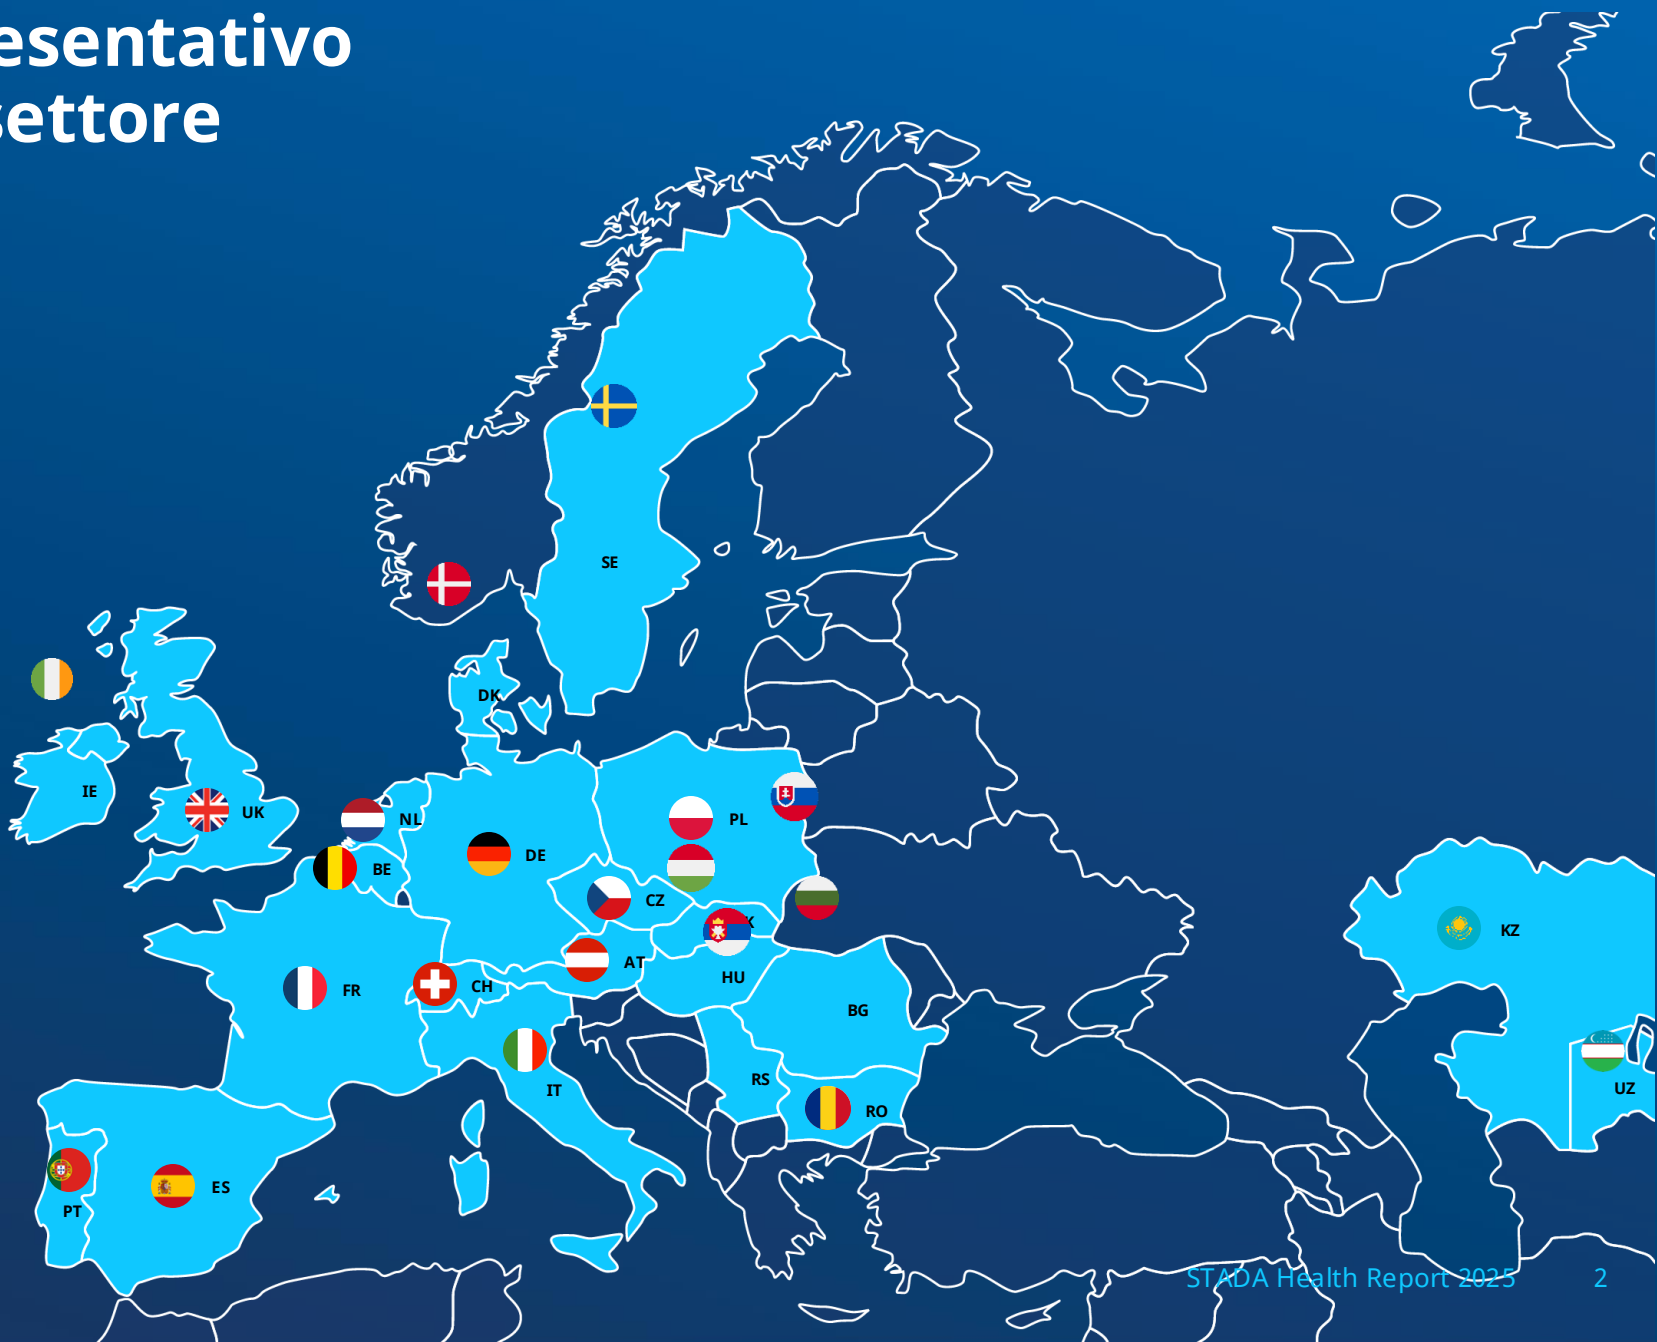 esentativo
settore
SE
DK
IE
UK
NL
PL
BE
DE
CZ
K
KZ
AT
HU
CH
FR
BG
RS
IT
UZ
RO
ES
PT
STADA Health Report 2025 2